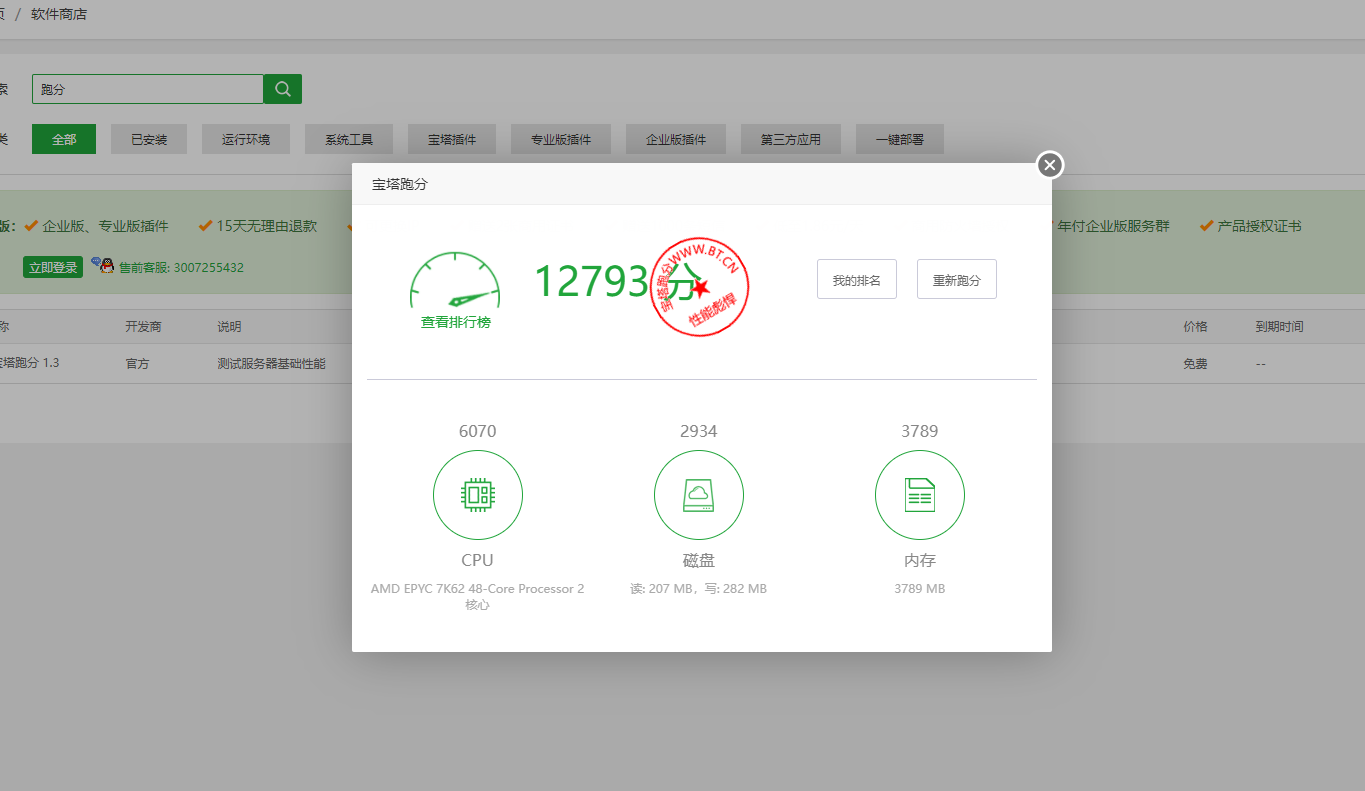 页 / 软件商店
索 跑分
类 全部 已安装 运行环境 系统工具 宝塔插件 专业版插件 企业版插件 第三方应用 一键部署
宝塔跑分
版： 企业版、专业版插件 15天无理由退款 年付企业版服务群 产品授权证书
立即登录 售前客服: 3007255432
12793 分
宝塔跑分WWW.BT.CN
性能彪悍
我的排名 重新跑分
查看排行榜
称 开发商 说明 价格 到期时间
宝塔跑分 1.3 官方 测试服务器基础性能 免费 --
6070 2934 3789
CPU 磁盘 内存
AMD EPYC 7K62 48-Core Processor 2 读: 207 MB，写: 282 MB 3789 MB
核心